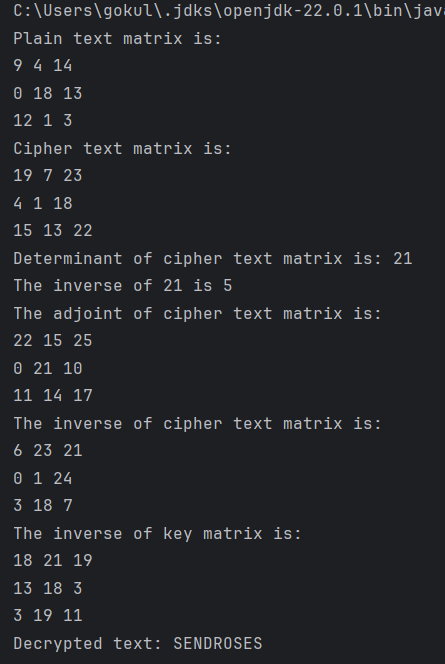 C:\Users\gokul\.jdks\openjdk-22.0.1\bin\java
Plain text matrix is:
9 4 14
0 18 13
12 1 3
Cipher text matrix is:
19 7 23
4 1 18
15 13 22
Determinant of cipher text matrix is: 21
The inverse of 21 is 5
The adjoint of cipher text matrix is:
22 15 25
0 21 10
11 14 17
The inverse of cipher text matrix is:
6 23 21
0 1 24
3 18 7
The inverse of key matrix is:
18 21 19
13 18 3
3 19 11
Decrypted text: SENDROSES